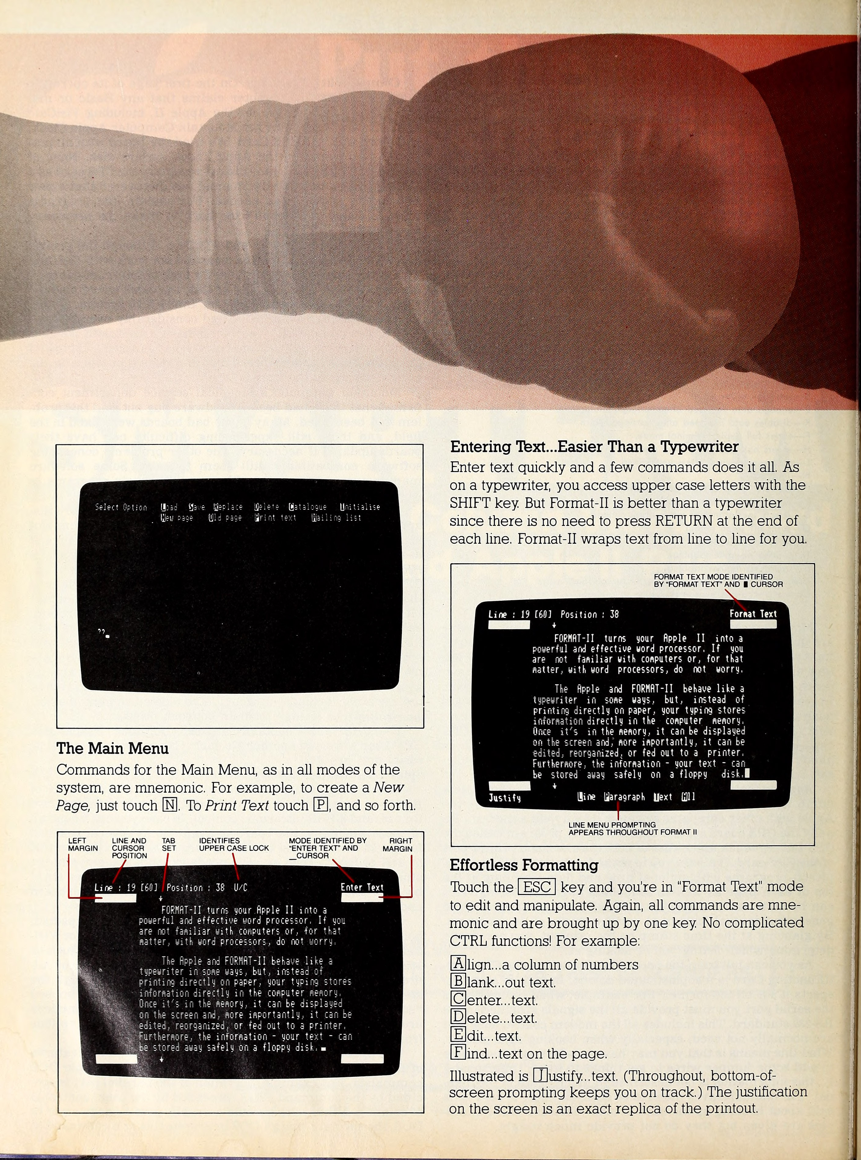 Select Option Load Save Replace Delete Catalogue Initialise
New page Old page Print text Mailing list
The Main Menu
Commands for the Main Menu, as in all modes of the
system, are mnemonic. For example, to create a New
Page, just touch N. To Print Text touch P, and so forth.
LEFT MARGIN
LINE AND CURSOR POSITION
TAB SET
IDENTIFIES UPPER CASE LOCK
MODE IDENTIFIED BY "ENTER TEXT" AND _CURSOR
RIGHT MARGIN
Line : 19 [60] Position : 38 U/C Enter Text
FORMAT-II turns your Apple II into a
powerful and effective word processor. If you
are not familiar with computers or, for that
matter, with word processors, do not worry.
The Apple and FORMAT-II behave like a
typewriter in some ways, but, instead of
printing directly on paper, your typing stores
information directly in the computer memory.
Once it's in the memory, it can be displayed
on the screen and, more importantly, it can be
edited, reorganized, or fed out to a printer.
Furthermore, the information - your text - can
be stored away safely on a floppy disk.
Entering Text...Easier Than a Typewriter
Enter text quickly and a few commands does it all. As
on a typewriter, you access upper case letters with the
SHIFT key. But Format-II is better than a typewriter
since there is no need to press RETURN at the end of
each line. Format-II wraps text from line to line for you.
FORMAT TEXT MODE IDENTIFIED
BY "FORMAT TEXT" AND ▮ CURSOR
Line : 19 [60] Position : 38 Format Text
FORMAT-II turns your Apple II into a
powerful and effective word processor. If you
are not familiar with computers or, for that
matter, with word processors, do not worry.
The Apple and FORMAT-II behave like a
typewriter in some ways, but, instead of
printing directly on paper, your typing stores
information directly in the computer memory.
Once it's in the memory, it can be displayed
on the screen and, more importantly, it can be
edited, reorganized, or fed out to a printer.
Furthermore, the information - your text - can
be stored away safely on a floppy disk.
Justify Line Paragraph Text All
LINE MENU PROMPTING
APPEARS THROUGHOUT FORMAT II
Effortless Formatting
Touch the ESC key and you're in "Format Text" mode
to edit and manipulate. Again, all commands are mne-
monic and are brought up by one key. No complicated
CTRL functions! For example:
Align...a column of numbers
Blank...out text.
Center...text.
Delete...text.
Edit...text.
Find...text on the page.
Illustrated is Justify...text. (Throughout, bottom-of-
screen prompting keeps you on track.) The justification
on the screen is an exact replica of the printout.